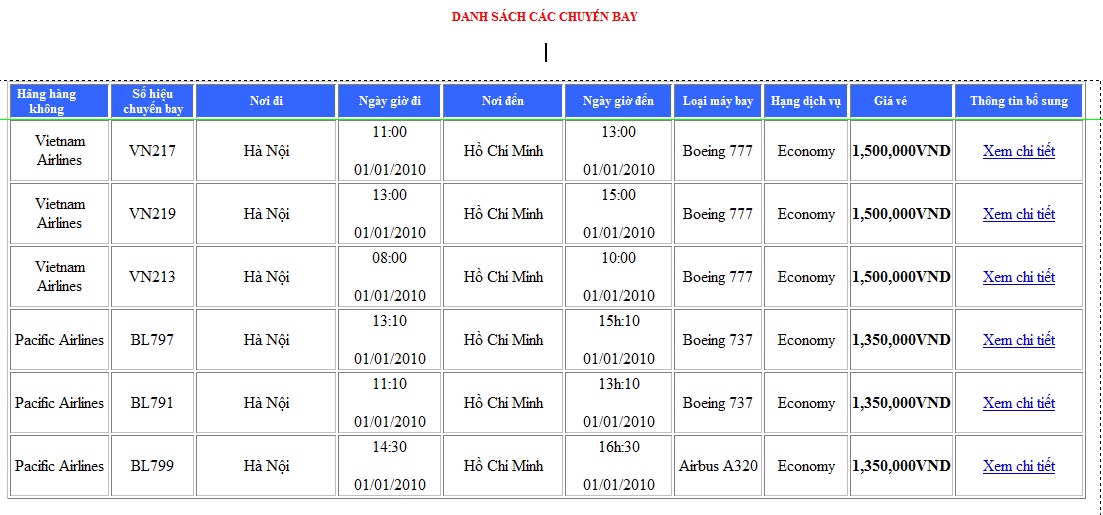 DANH SÁCH CÁC CHUYẾN BAY
Hãng hàng không | Số hiệu chuyến bay | Nơi đi | Ngày giờ đi | Nơi đến | Ngày giờ đến | Loại máy bay | Hạng dịch vụ | Giá vé | Thông tin bổ sung
Vietnam Airlines | VN217 | Hà Nội | 11:00 01/01/2010 | Hồ Chí Minh | 13:00 01/01/2010 | Boeing 777 | Economy | 1,500,000VND | Xem chi tiết
Vietnam Airlines | VN219 | Hà Nội | 13:00 01/01/2010 | Hồ Chí Minh | 15:00 01/01/2010 | Boeing 777 | Economy | 1,500,000VND | Xem chi tiết
Vietnam Airlines | VN213 | Hà Nội | 08:00 01/01/2010 | Hồ Chí Minh | 10:00 01/01/2010 | Boeing 777 | Economy | 1,500,000VND | Xem chi tiết
Pacific Airlines | BL797 | Hà Nội | 13:10 01/01/2010 | Hồ Chí Minh | 15h:10 01/01/2010 | Boeing 737 | Economy | 1,350,000VND | Xem chi tiết
Pacific Airlines | BL791 | Hà Nội | 11:10 01/01/2010 | Hồ Chí Minh | 13h:10 01/01/2010 | Boeing 737 | Economy | 1,350,000VND | Xem chi tiết
Pacific Airlines | BL799 | Hà Nội | 14:30 01/01/2010 | Hồ Chí Minh | 16h:30 01/01/2010 | Airbus A320 | Economy | 1,350,000VND | Xem chi tiết